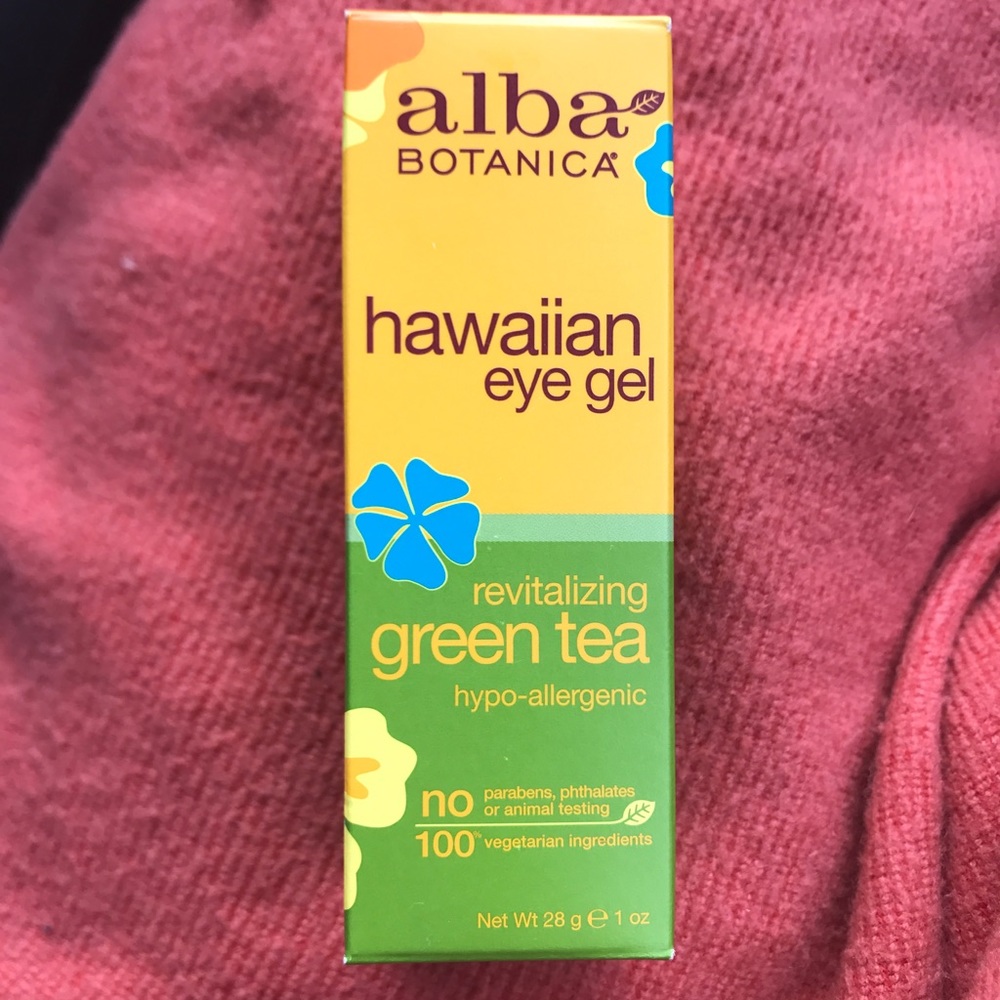 alba
BOTANICA®
hawaiian
eye gel
revitalizing
green tea
hypo-allergenic
no parabens, phthalates
or animal testing
100% vegetarian ingredients
Net Wt 28 g ℮ 1 oz